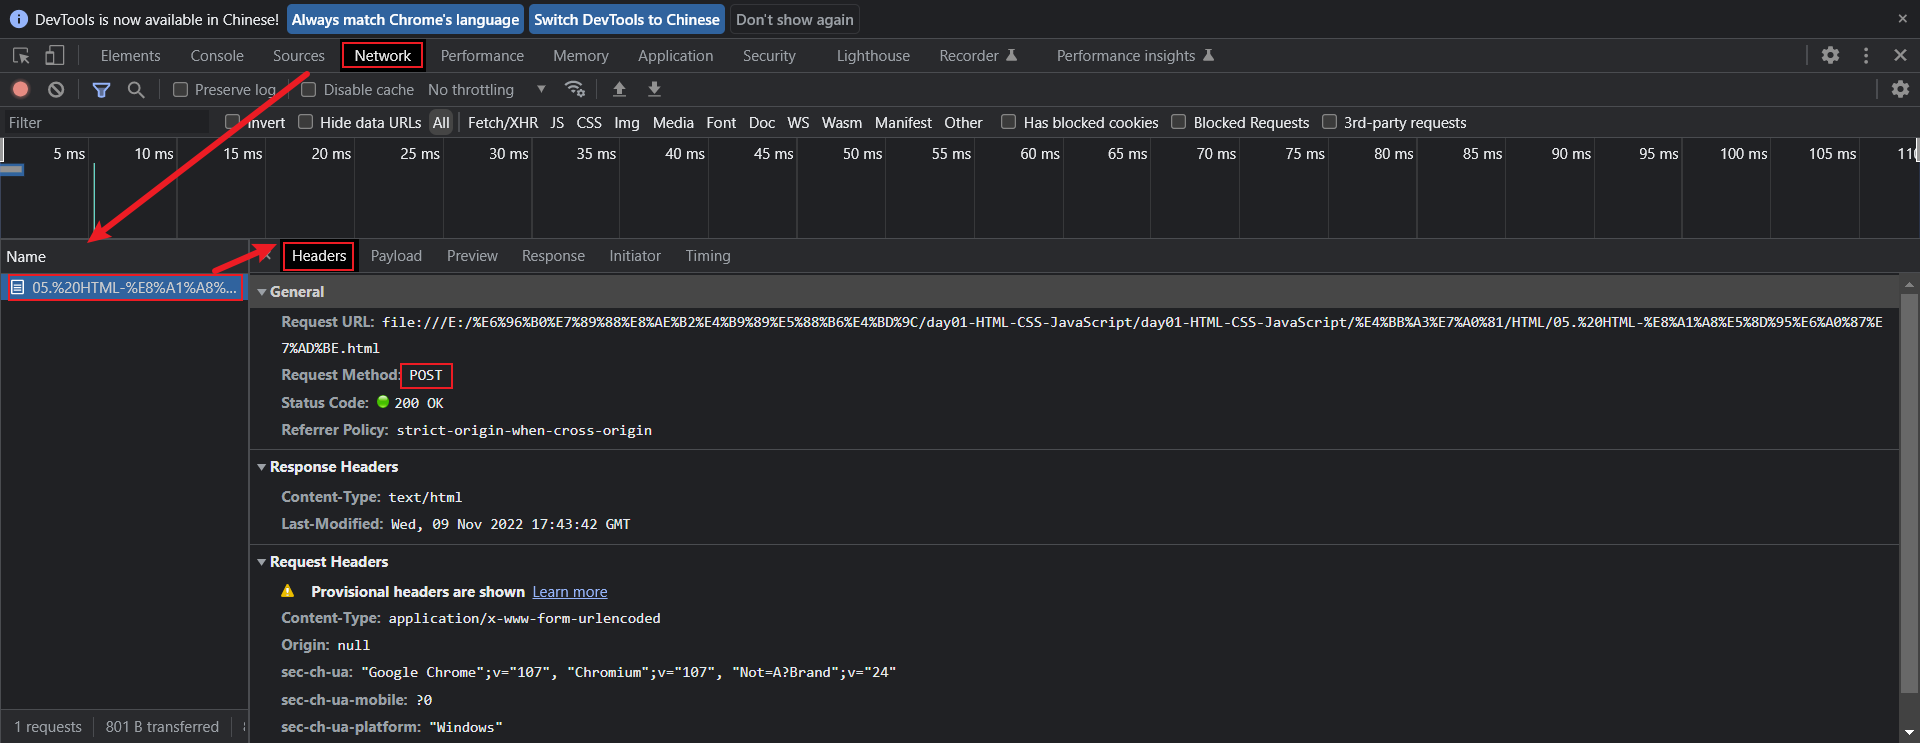 DevTools is now available in Chinese! Always match Chrome's language Switch DevTools to Chinese Don't show again
Elements Console Sources Network Performance Memory Application Security Lighthouse Recorder Performance insights
Preserve log Disable cache No throttling
Filter Invert Hide data URLs All Fetch/XHR JS CSS Img Media Font Doc WS Wasm Manifest Other Has blocked cookies Blocked Requests 3rd-party requests
5 ms 10 ms 15 ms 20 ms 25 ms 30 ms 35 ms 40 ms 45 ms 50 ms 55 ms 60 ms 65 ms 70 ms 75 ms 80 ms 85 ms 90 ms 95 ms 100 ms 105 ms
Name
05.%20HTML-%E8%A1%A8%...
Headers Payload Preview Response Initiator Timing
General
Request URL: file:///E:/%E6%96%B0%E7%89%88%E8%AE%B2%E4%B9%89%E5%88%B6%E4%BD%9C/day01-HTML-CSS-JavaScript/day01-HTML-CSS-JavaScript/%E4%BB%A3%E7%A0%81/HTML/05.%20HTML-%E8%A1%A8%E5%8D%95%E6%A0%87%E
7%AD%BE.html
Request Method: POST
Status Code: 200 OK
Referrer Policy: strict-origin-when-cross-origin
Response Headers
Content-Type: text/html
Last-Modified: Wed, 09 Nov 2022 17:43:42 GMT
Request Headers
Provisional headers are shown Learn more
Content-Type: application/x-www-form-urlencoded
Origin: null
sec-ch-ua: "Google Chrome";v="107", "Chromium";v="107", "Not=A?Brand";v="24"
sec-ch-ua-mobile: ?0
sec-ch-ua-platform: "Windows"
1 requests 801 B transferred